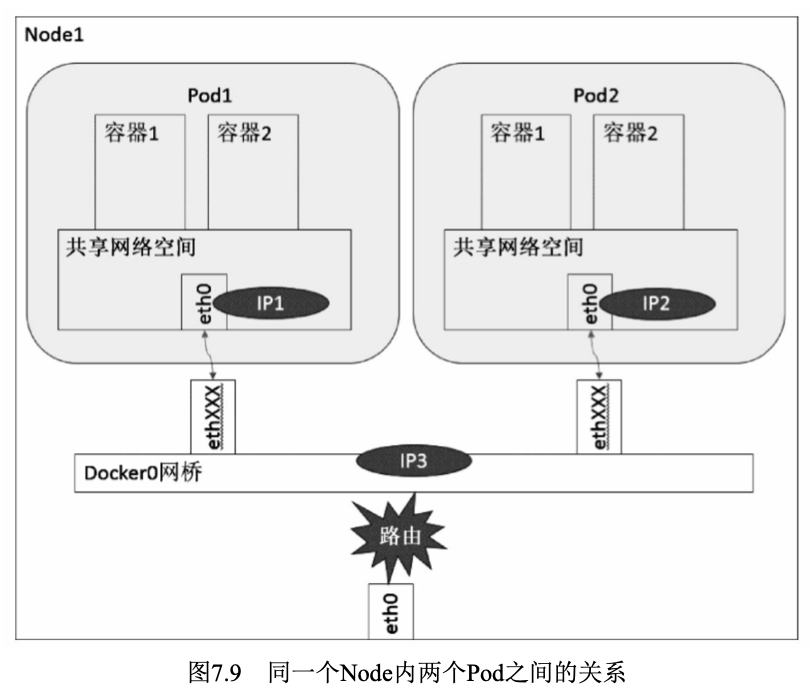 Node1
Pod1
Pod2
容器1
容器2
容器1
容器2
共享网络空间
共享网络空间
eth0
IP1
eth0
IP2
ethXXX
ethXXX
IP3
Docker0网桥
路由
eth0
图7.9 同一个Node内两个Pod之间的关系